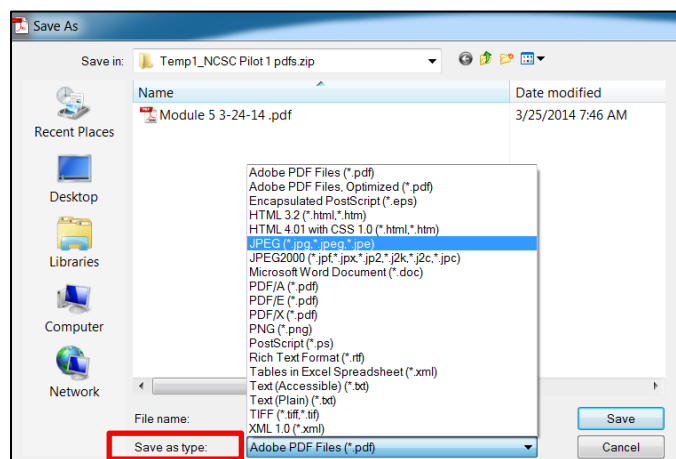 Save As
Save in: Temp1_NCSC Pilot 1 pdfs.zip
Name Date modified
Module 5 3-24-14 .pdf 3/25/2014 7:46 AM
Recent Places
Desktop
Libraries
Computer
Network
Adobe PDF Files (*.pdf)
Adobe PDF Files, Optimized (*.pdf)
Encapsulated PostScript (*.eps)
HTML 3.2 (*.html,*.htm)
HTML 4.01 with CSS 1.0 (*.html,*.htm)
JPEG (*.jpg,*.jpeg,*.jpe)
JPEG2000 (*.jpf,*.jpx,*.jp2,*.j2k,*.j2c,*.jpc)
Microsoft Word Document (*.doc)
PDF/A (*.pdf)
PDF/E (*.pdf)
PDF/X (*.pdf)
PNG (*.png)
PostScript (*.ps)
Rich Text Format (*.rtf)
Tables in Excel Spreadsheet (*.xml)
Text (Accessible) (*.txt)
Text (Plain) (*.txt)
TIFF (*.tiff,*.tif)
XML 1.0 (*.xml)
File name: Save
Save as type: Adobe PDF Files (*.pdf) Cancel